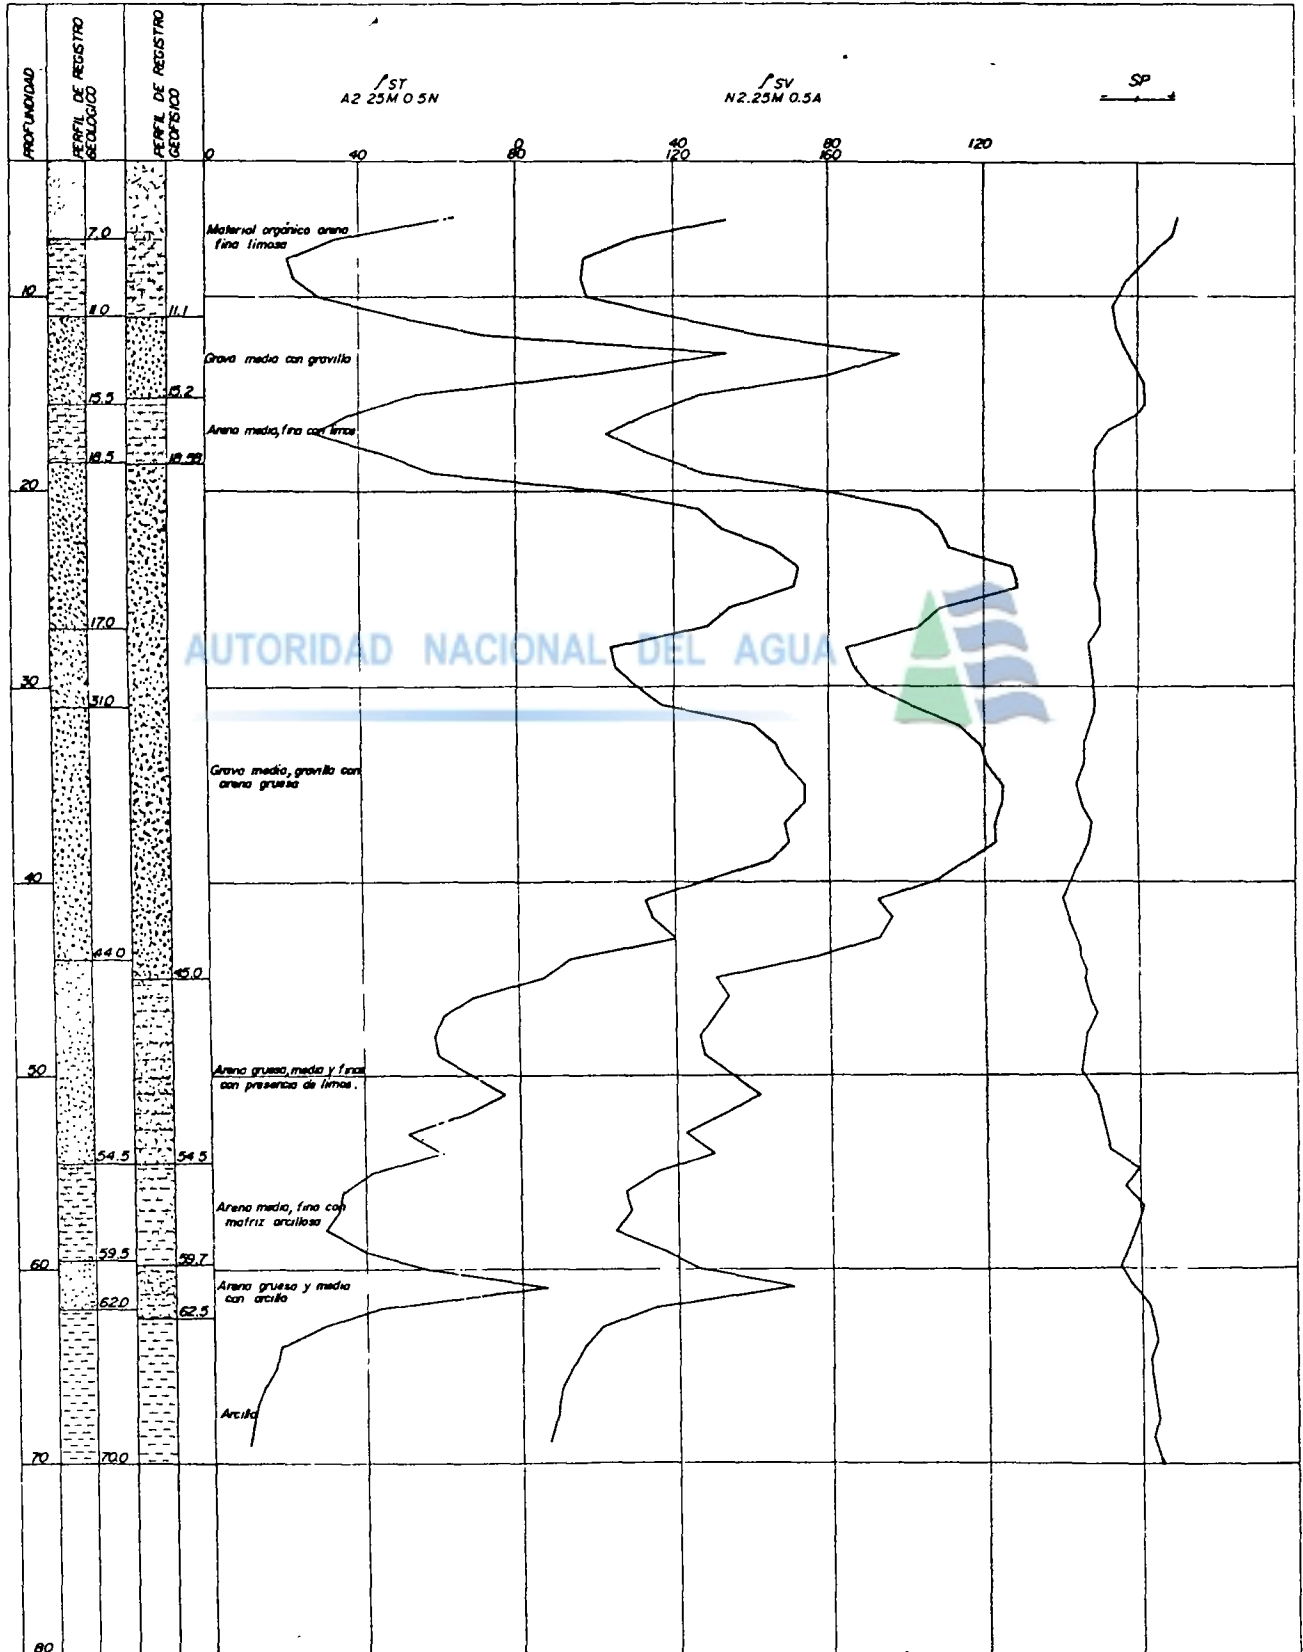 PROFUNDIDAD
PERFIL DE REGISTRO
GEOLOGICO
PERFIL DE REGISTRO
GEOFISICO
ρST
A2 25M 0 5N
ρSV
N2.25M 0.5A
SP
- +
0 40 80 0 120 40 160 80 120
Material orgánico arena
fina limosa
7.0
10
11.0
11.1
Grava media con gravilla
15.5
15.2
Arena media, fina con limos
18.5
18.58
20
17.0
AUTORIDAD NACIONAL DEL AGUA
30
31.0
Grava media, gravilla con
arena gruesa
40
44.0
45.0
50
Arena gruesa, media y finas
con presencia de limos.
54.5
54.5
Arena media, fina con
matriz arcillosa
59.5
59.7
60
Arena gruesa y media
con arcilla
62.0
62.5
Arcilla
70
70.0
80